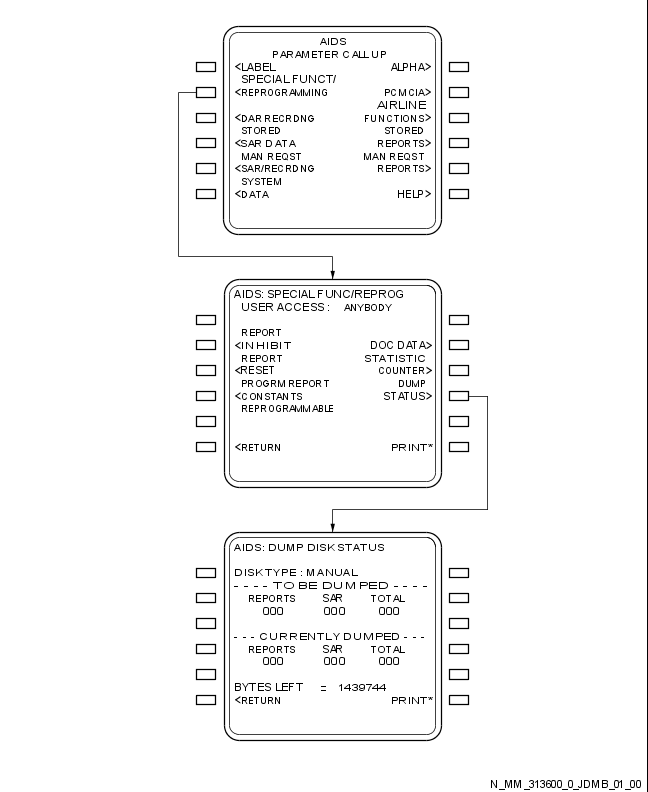 AIDS
PARAMETER CALLUP
<LABEL ALPHA>
SPECIAL FUNCT/
<REPROGRAMMING PCMCIA>
AIRLINE
<DAR RECRDNG FUNCTIONS>
STORED STORED
<SAR DATA REPORTS>
MAN REQST MAN REQST
<SAR/RECRDNG REPORTS>
SYSTEM
<DATA HELP>
AIDS: SPECIAL FUNC/REPROG
USER ACCESS : ANYBODY
REPORT
<INHIBIT DOC DATA>
REPORT STATISTIC
<RESET COUNTER>
PROGRM REPORT DUMP
<CONSTANTS STATUS>
REPROGRAMMABLE
<RETURN PRINT*
AIDS: DUMP DISK STATUS
DISK TYPE : MANUAL
- - - - TO BE DUMPED - - - -
REPORTS SAR TOTAL
000 000 000
- - - CURRENTLY DUMPED - - -
REPORTS SAR TOTAL
000 000 000
BYTES LEFT = 1439744
<RETURN PRINT*
N_MM_313600_0_JDMB_01_00